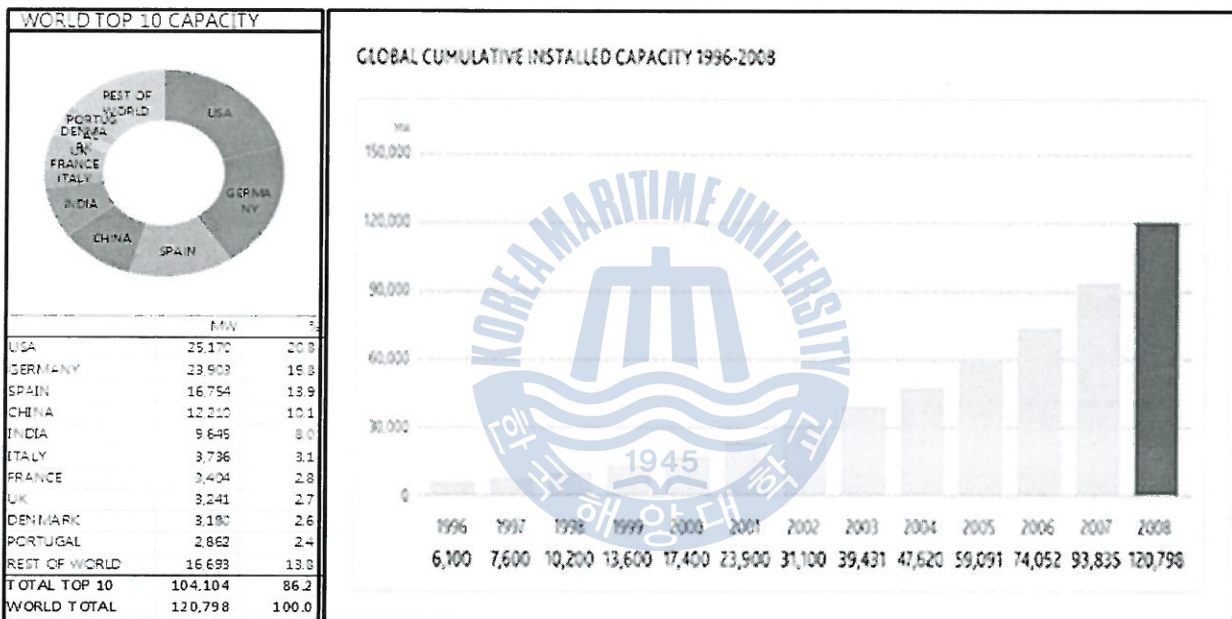 WORLD TOP 10 CAPACITY
REST OF WORLD
USA
PORTUGAL
DENMARK
UK
FRANCE
ITALY
INDIA
CHINA
SPAIN
GERMANY
MW %
USA 25,170 20.8
GERMANY 23,903 19.8
SPAIN 16,754 13.9
CHINA 12,210 10.1
INDIA 9,645 8.0
ITALY 3,736 3.1
FRANCE 3,404 2.8
UK 3,241 2.7
DENMARK 3,180 2.6
PORTUGAL 2,862 2.4
REST OF WORLD 16,693 13.8
TOTAL TOP 10 104,104 86.2
WORLD TOTAL 120,798 100.0
GLOBAL CUMULATIVE INSTALLED CAPACITY 1996-2008
MW
150,000
120,000
90,000
60,000
30,000
0
1996 1997 1998 1999 2000 2001 2002 2003 2004 2005 2006 2007 2008
6,100 7,600 10,200 13,600 17,400 23,900 31,100 39,431 47,620 59,091 74,052 93,835 120,798
KOREA MARITIME UNIVERSITY
1945
한국해양대학교